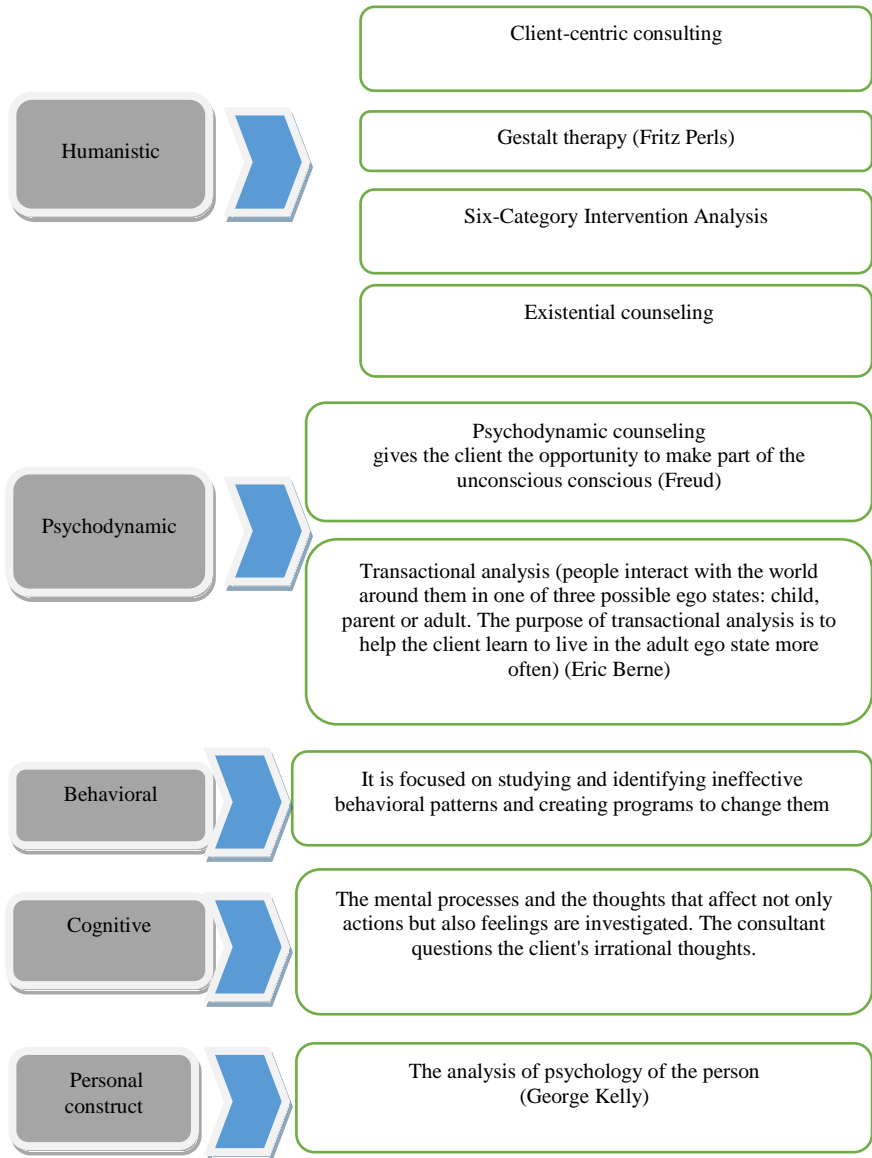 Humanistic
Client-centric consulting
Gestalt therapy (Fritz Perls)
Six-Category Intervention Analysis
Existential counseling
Psychodynamic
Psychodynamic counseling
gives the client the opportunity to make part of the
unconscious conscious (Freud)
Transactional analysis (people interact with the world
around them in one of three possible ego states: child,
parent or adult. The purpose of transactional analysis is to
help the client learn to live in the adult ego state more
often) (Eric Berne)
Behavioral
It is focused on studying and identifying ineffective
behavioral patterns and creating programs to change them
Cognitive
The mental processes and the thoughts that affect not only
actions but also feelings are investigated. The consultant
questions the client's irrational thoughts.
Personal
construct
The analysis of psychology of the person
(George Kelly)